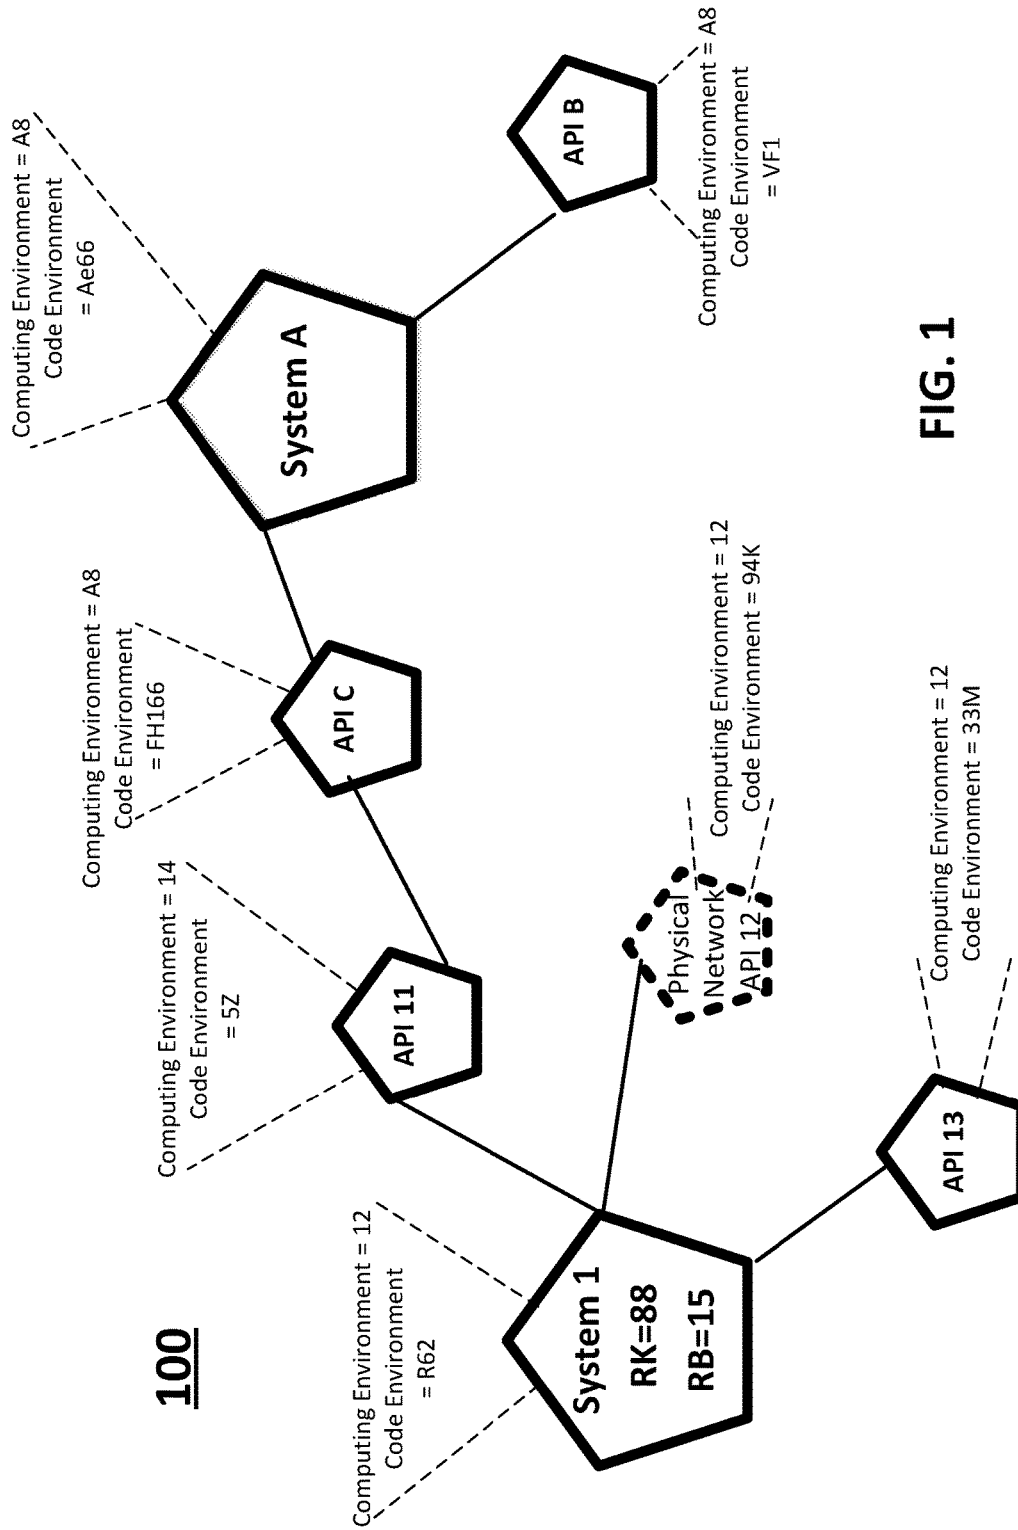 100
Computing Environment = 12
Code Environment
= R62
System 1
RK=88
RB=15
Computing Environment = 14
Code Environment
= 5Z
API 11
Computing Environment = A8
Code Environment
= FH166
API C
Computing Environment = A8
Code Environment
= Ae66
System A
API B
Computing Environment = A8
Code Environment
= VF1
Physical
Network
API 12
Computing Environment = 12
Code Environment = 94K
API 13
Computing Environment = 12
Code Environment = 33M
FIG. 1